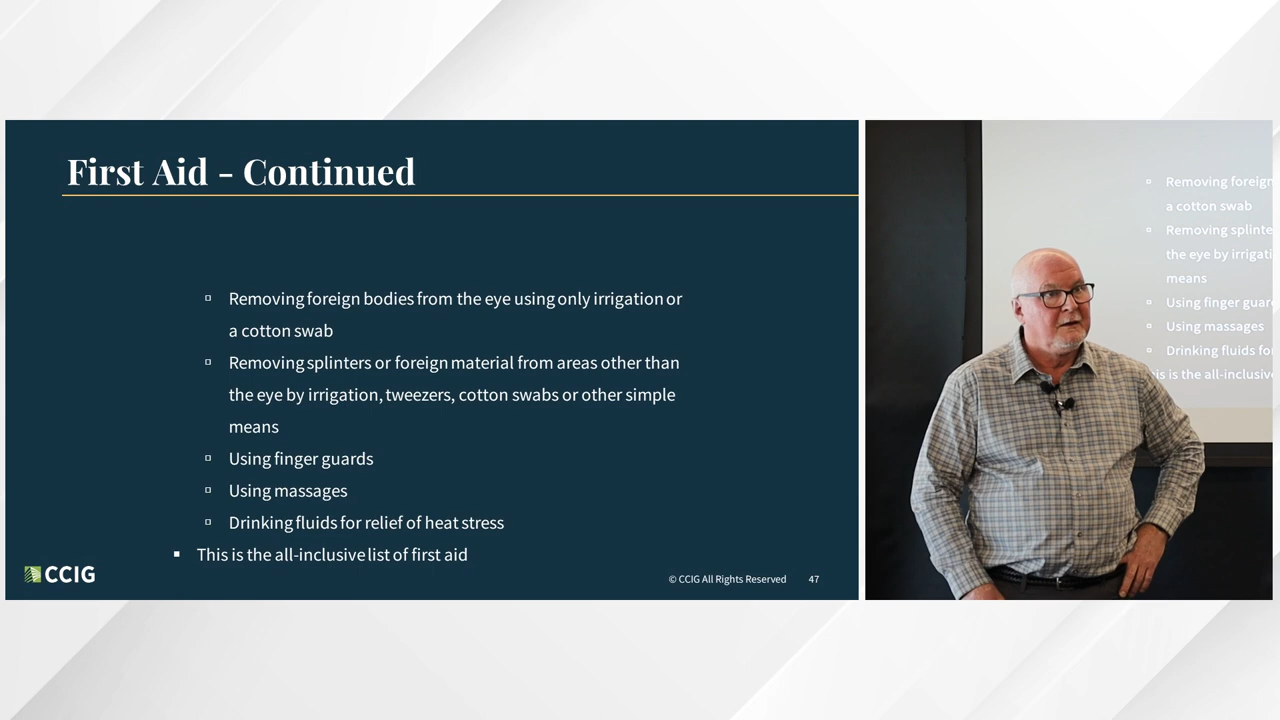 First Aid - Continued
Removing foreign bodies from the eye using only irrigation or
a cotton swab
Removing splinters or foreign material from areas other than
the eye by irrigation, tweezers, cotton swabs or other simple
means
Using finger guards
Using massages
Drinking fluids for relief of heat stress
This is the all-inclusive list of first aid
CCIG
© CCIG All Rights Reserved 47
Removing foreign
a cotton swab
Removing splinte
the eye by irrigati
means
Using finger guar
Using massages
Drinking fluids fo
is is the all-inclusive